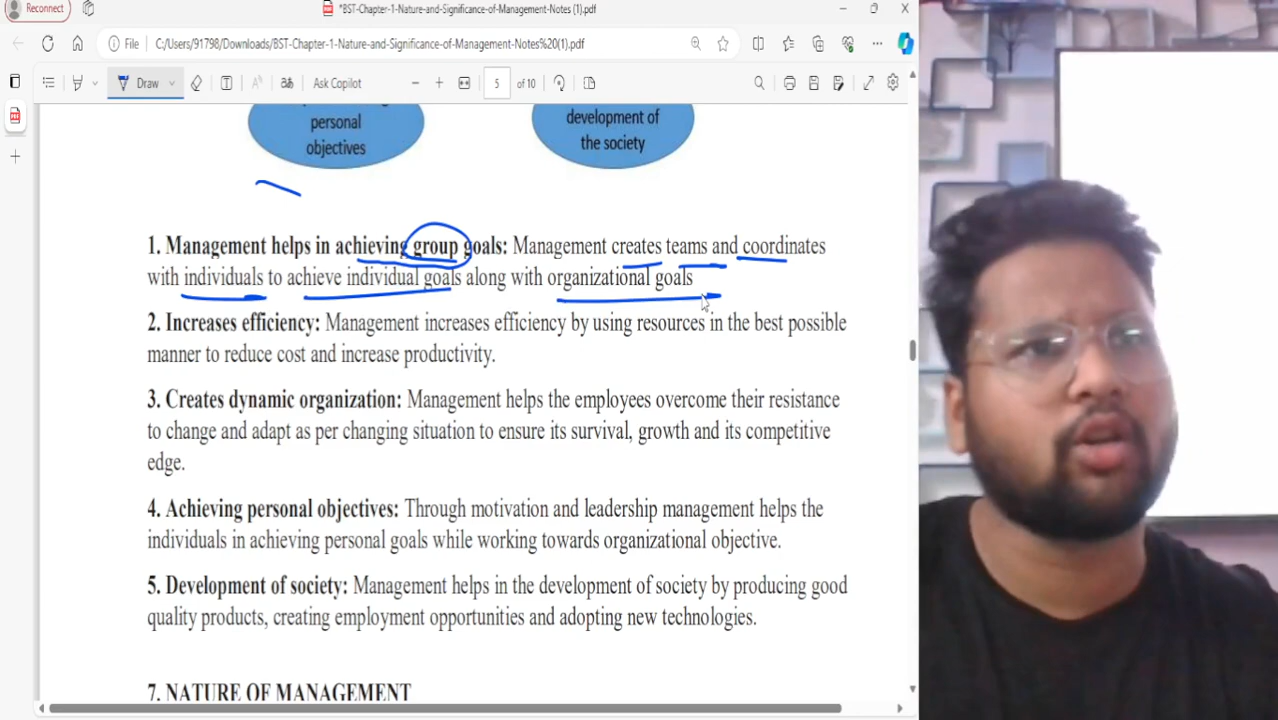 Reconnect
*BST-Chapter-1-Nature-and-Significance-of-Management-Notes (1).pdf
File C:/Users/91798/Downloads/BST-Chapter-1-Nature-and-Significance-of-Management-Notes%20(1).pdf
Draw Ask Copilot 5 of 10
personal
objectives
development of
the society
1. Management helps in achieving group goals: Management creates teams and coordinates
with individuals to achieve individual goals along with organizational goals
2. Increases efficiency: Management increases efficiency by using resources in the best possible
manner to reduce cost and increase productivity.
3. Creates dynamic organization: Management helps the employees overcome their resistance
to change and adapt as per changing situation to ensure its survival, growth and its competitive
edge.
4. Achieving personal objectives: Through motivation and leadership management helps the
individuals in achieving personal goals while working towards organizational objective.
5. Development of society: Management helps in the development of society by producing good
quality products, creating employment opportunities and adopting new technologies.
7. NATURE OF MANAGEMENT